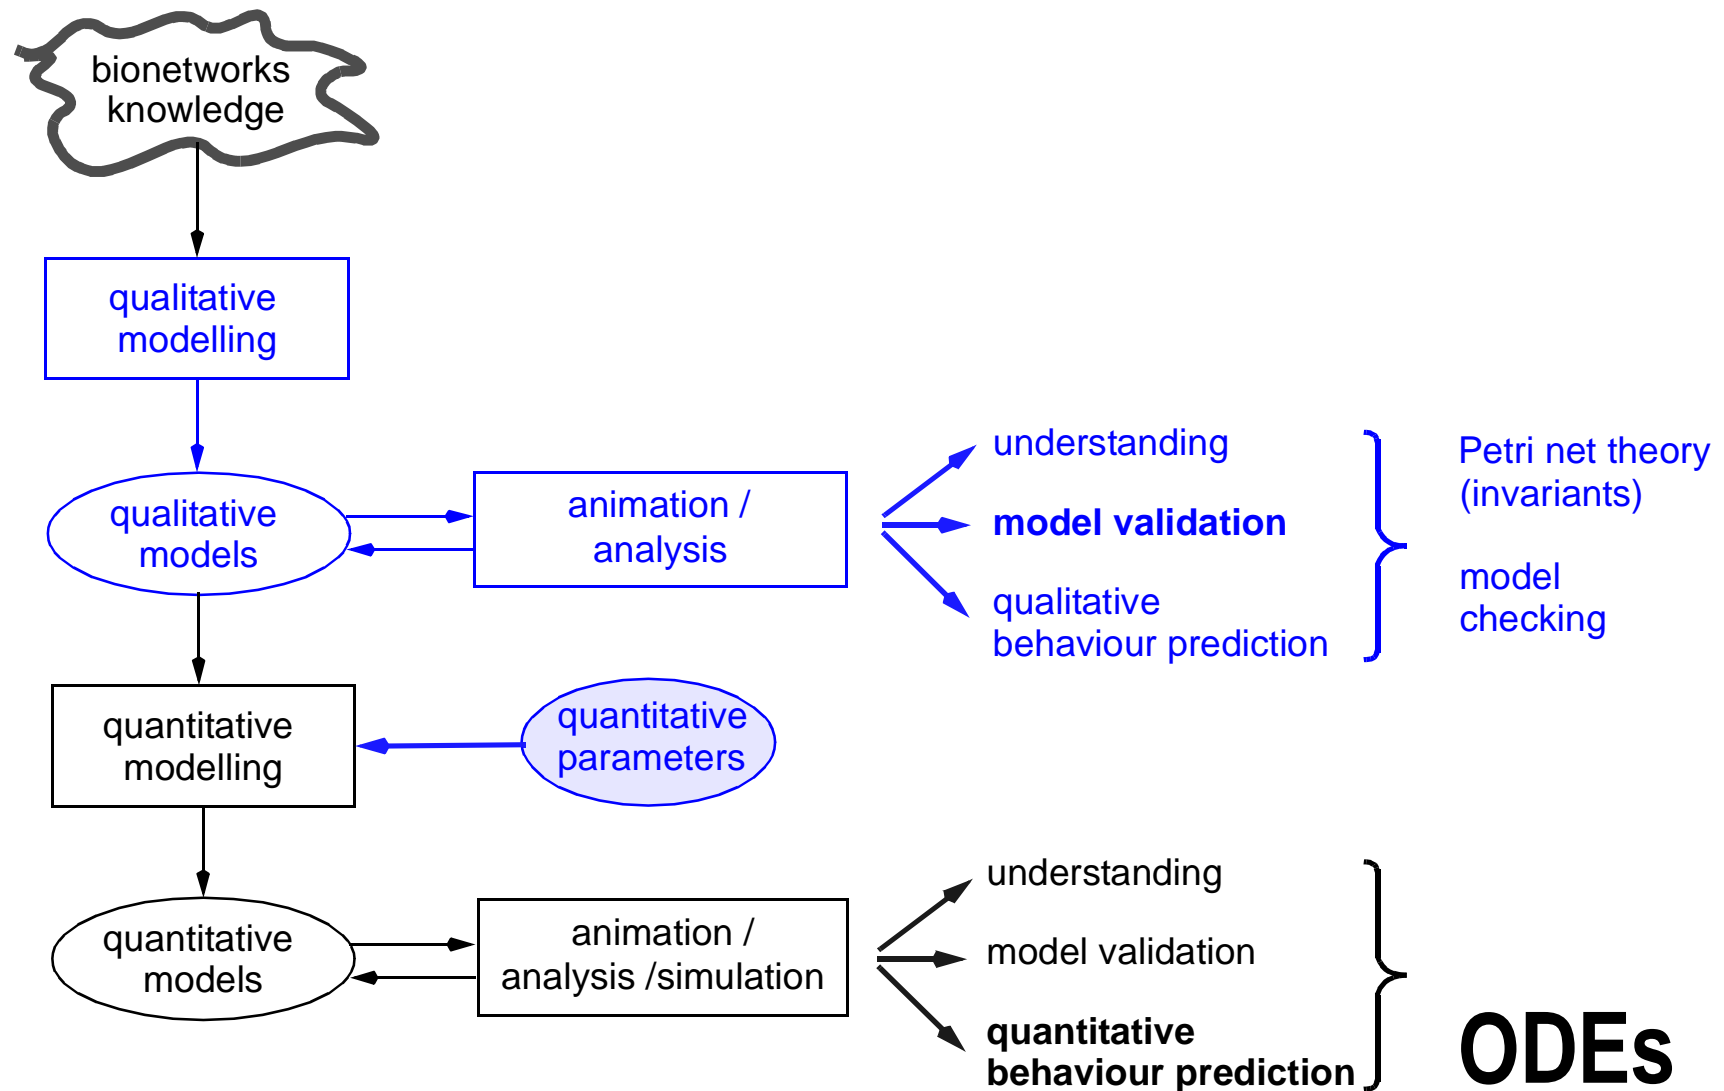 bionetworks
knowledge
qualitative
modelling
qualitative
models
animation /
analysis
understanding
model validation
qualitative
behaviour prediction
Petri net theory
(invariants)
model
checking
quantitative
modelling
quantitative
parameters
quantitative
models
animation /
analysis /simulation
understanding
model validation
quantitative
behaviour prediction
ODEs